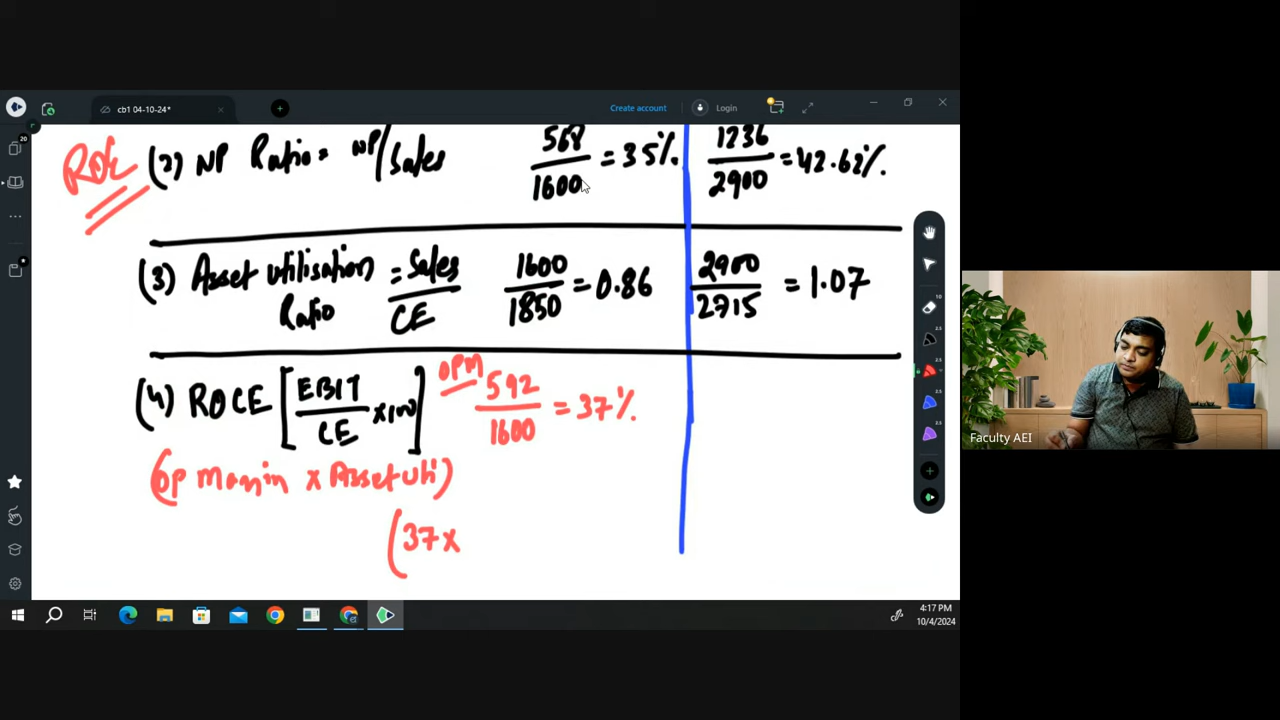 cb1 04-10-24*
Create account
Login
ROCE
(2) NP Ratio = NP/Sales 568/1600 = 35%. 1236/2900 = 42.62%.
(3) Asset utilisation Ratio = Sales/CE 1600/1850 = 0.86 2900/2715 = 1.07
(4) ROCE [EBIT/CE x100] OPM 592/1600 = 37%.
(op Margin x Asset uti)
(37 x
Faculty AEI
4:17 PM
10/4/2024